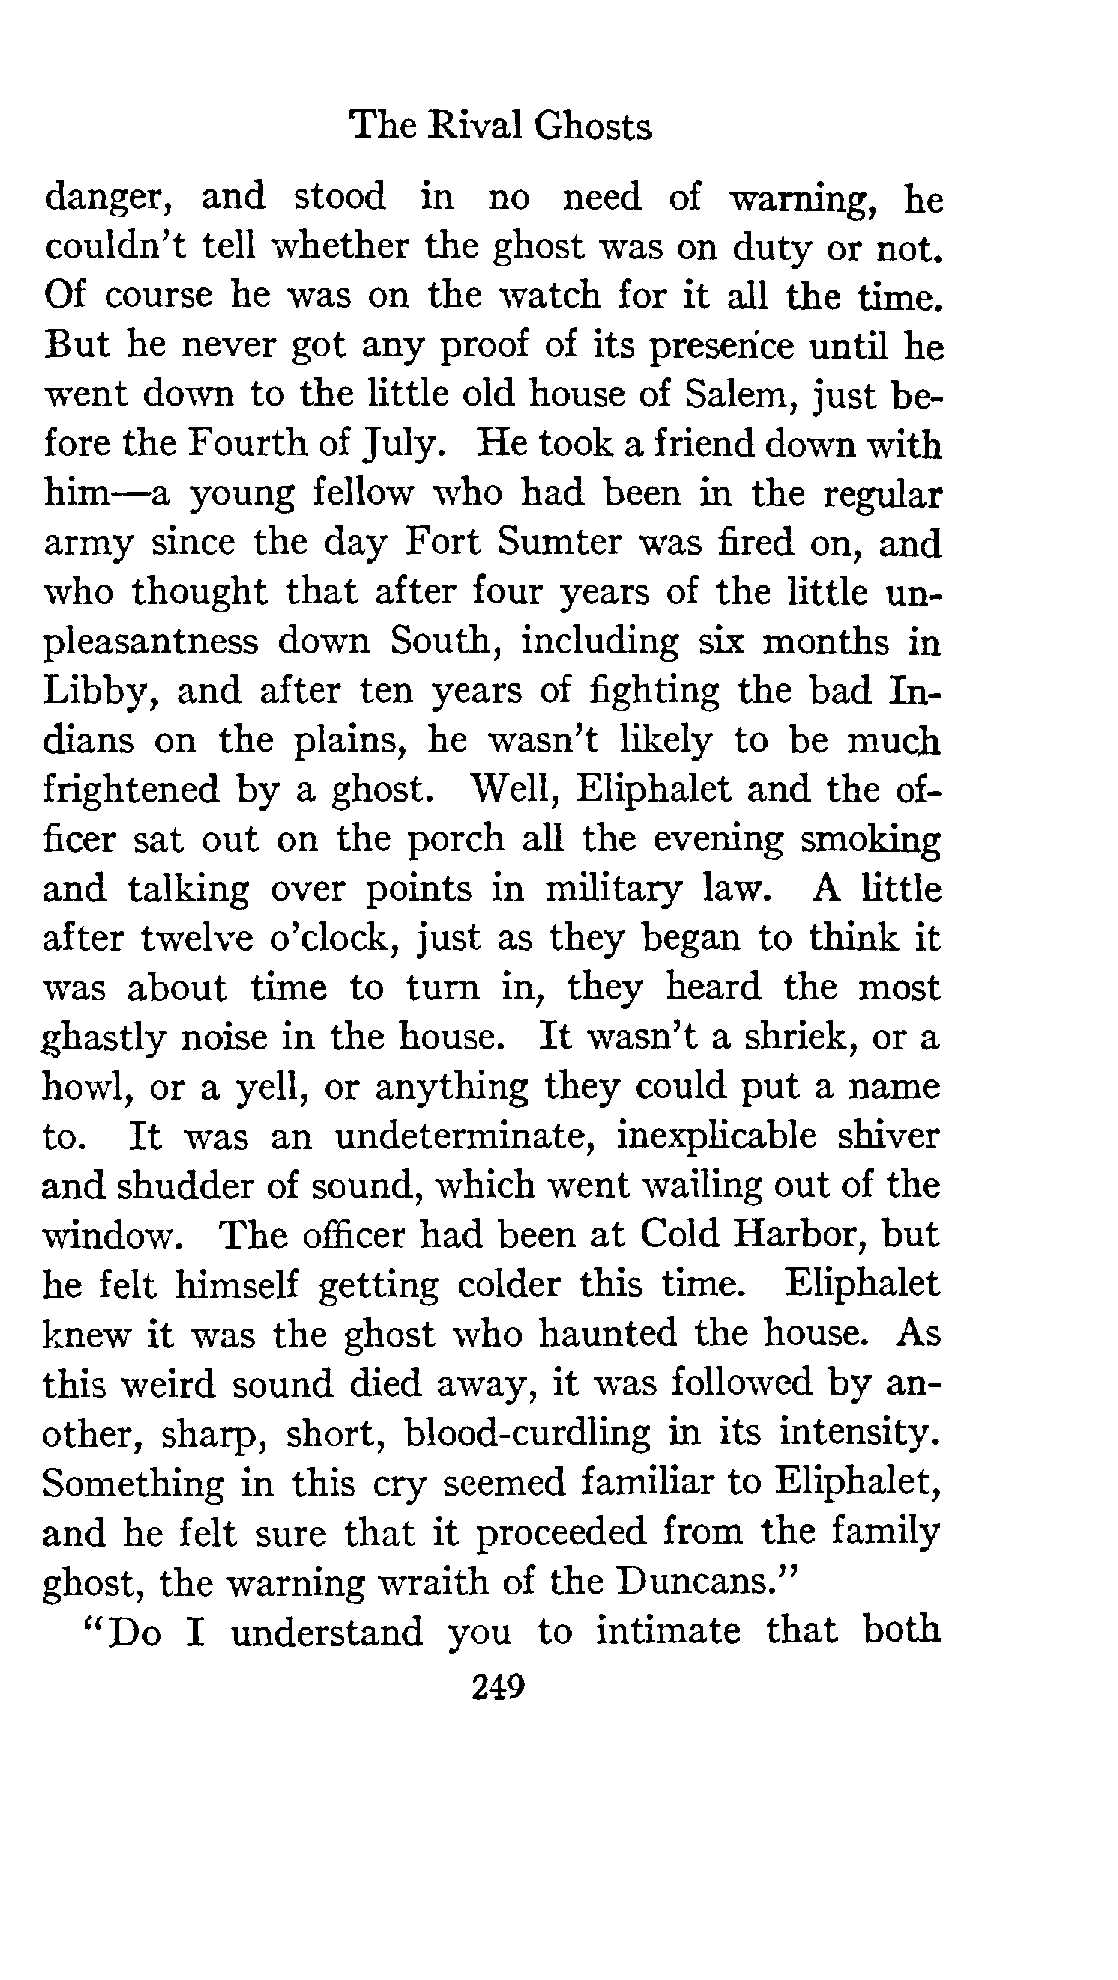 The Rival Ghosts
danger, and stood in no need of warning, he
couldn't tell whether the ghost was on duty or not.
Of course he was on the watch for it all the time.
But he never got any proof of its presence until he
went down to the little old house of Salem, just be-
fore the Fourth of July. He took a friend down with
him—a young fellow who had been in the regular
army since the day Fort Sumter was fired on, and
who thought that after four years of the little un-
pleasantness down South, including six months in
Libby, and after ten years of fighting the bad In-
dians on the plains, he wasn't likely to be much
frightened by a ghost. Well, Eliphalet and the of-
ficer sat out on the porch all the evening smoking
and talking over points in military law. A little
after twelve o'clock, just as they began to think it
was about time to turn in, they heard the most
ghastly noise in the house. It wasn't a shriek, or a
howl, or a yell, or anything they could put a name
to. It was an undeterminate, inexplicable shiver
and shudder of sound, which went wailing out of the
window. The officer had been at Cold Harbor, but
he felt himself getting colder this time. Eliphalet
knew it was the ghost who haunted the house. As
this weird sound died away, it was followed by an-
other, sharp, short, blood-curdling in its intensity.
Something in this cry seemed familiar to Eliphalet,
and he felt sure that it proceeded from the family
ghost, the warning wraith of the Duncans."
"Do I understand you to intimate that both
249